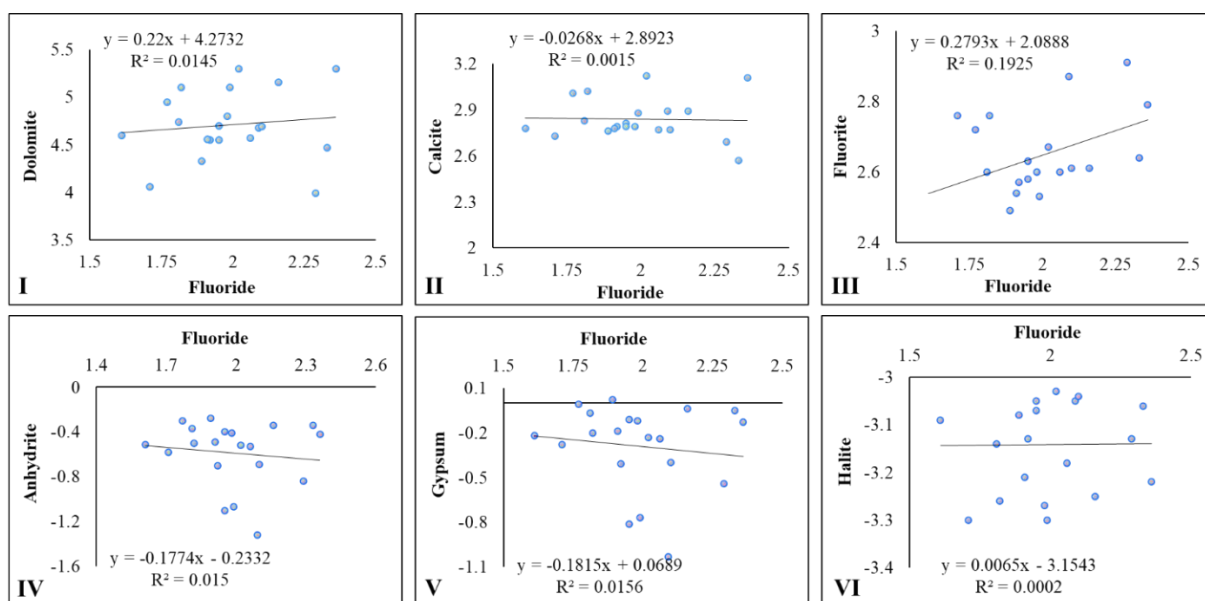 y = 0.22x + 4.2732
R² = 0.0145
5.5
5
4.5
4
3.5
Dolomite
1.5
1.75
2
2.25
2.5
Fluoride
I
y = -0.0268x + 2.8923
R² = 0.0015
3.2
2.9
2.6
2.3
2
Calcite
1.5
1.75
2
2.25
2.5
Fluoride
II
y = 0.2793x + 2.0888
R² = 0.1925
3
2.8
2.6
2.4
Fluorite
1.5
1.75
2
2.25
2.5
Fluoride
III
Fluoride
1.4
1.7
2
2.3
2.6
0
-0.4
-0.8
-1.2
-1.6
Anhydrite
y = -0.1774x - 0.2332
R² = 0.015
IV
Fluoride
1.5
1.75
2
2.25
2.5
0.1
-0.2
-0.5
-0.8
-1.1
Gypsum
y = -0.1815x + 0.0689
R² = 0.0156
V
Fluoride
1.5
2
2.5
-3
-3.1
-3.2
-3.3
-3.4
Halite
y = 0.0065x - 3.1543
R² = 0.0002
VI